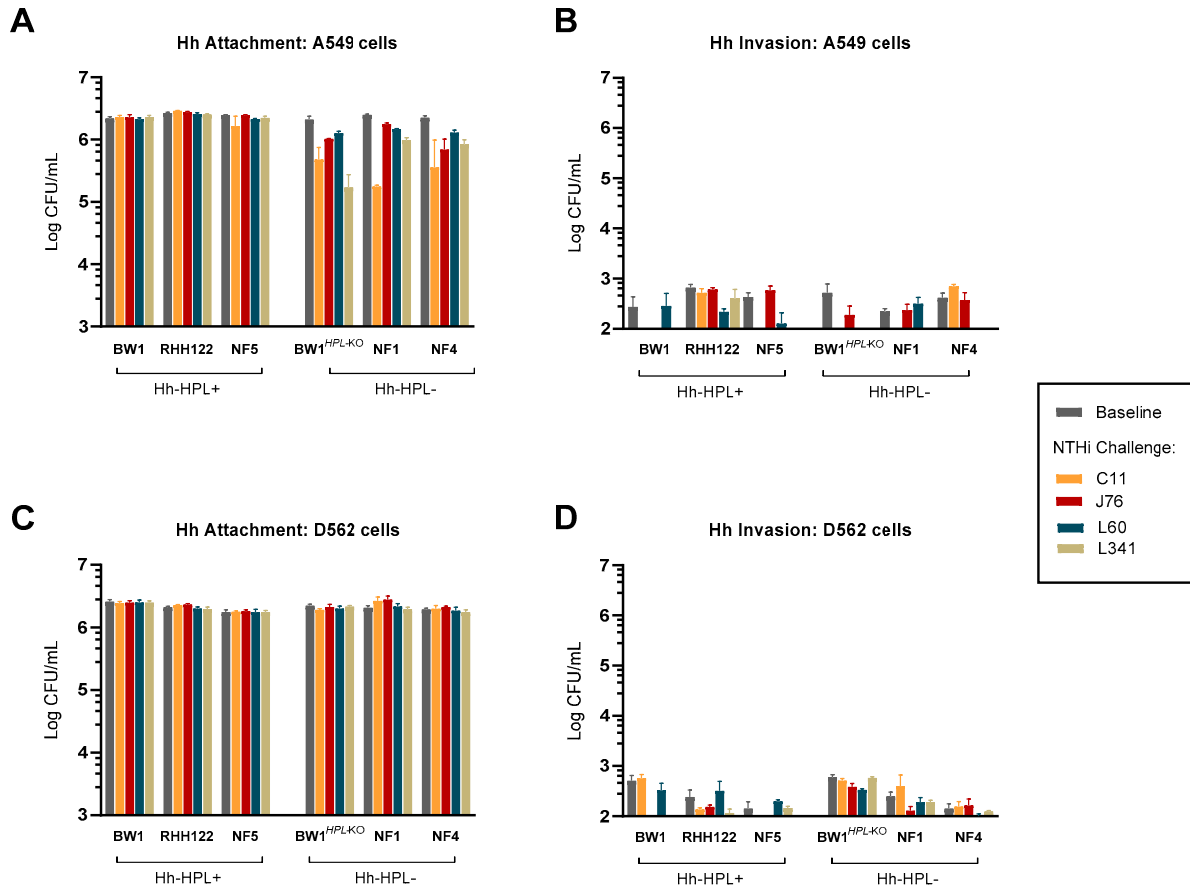 A
Hh Attachment: A549 cells
7
6
5
4
3
Log CFU/mL
BW1 RHH122 NF5 BW1HPL-KO NF1 NF4
Hh-HPL+ Hh-HPL-
B
Hh Invasion: A549 cells
7
6
5
4
3
2
Log CFU/mL
BW1 RHH122 NF5 BW1HPL-KO NF1 NF4
Hh-HPL+ Hh-HPL-
Baseline
NTHi Challenge:
C11
J76
L60
L341
C
Hh Attachment: D562 cells
7
6
5
4
3
Log CFU/mL
BW1 RHH122 NF5 BW1HPL-KO NF1 NF4
Hh-HPL+ Hh-HPL-
D
Hh Invasion: D562 cells
7
6
5
4
3
2
Log CFU/mL
BW1 RHH122 NF5 BW1HPL-KO NF1 NF4
Hh-HPL+ Hh-HPL-